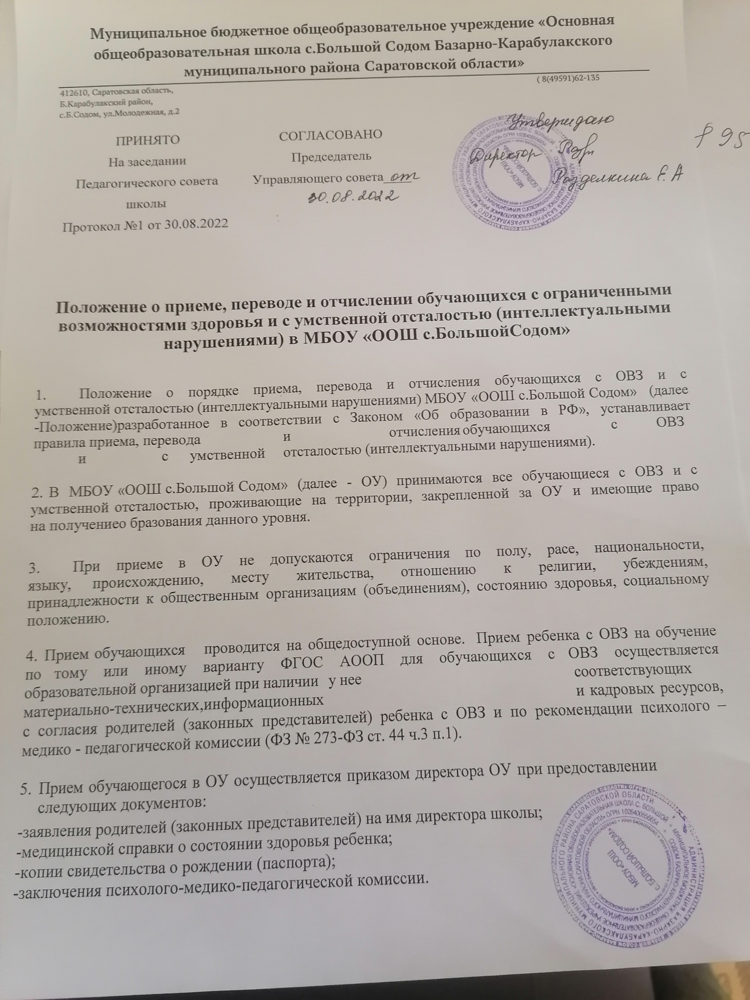 Муниципальное бюджетное общеобразовательное учреждение «Основная
общеобразовательная школа с.Большой Содом Базарно-Карабулакского
муниципального района Саратовской области»
( 8(49591)62-135
412610, Саратовская область,
Б.Карабулакский район,
с.Б.Содом, ул.Молодежная, д.2
ПРИНЯТО
На заседании
Педагогического совета
школы
Протокол №1 от 30.08.2022
СОГЛАСОВАНО
Председатель
Управляющего совета от
30.08.2022
Утверждаю
Директор
Разделкина Е. А
95
МБОУ «ООШ
с. БОЛЬШОЙ СОДОМ»
Положение о приеме, переводе и отчислении обучающихся с ограниченными
возможностями здоровья и с умственной отсталостью (интеллектуальными
нарушениями) в МБОУ «ООШ с.БольшойСодом»
1. Положение о порядке приема, перевода и отчисления обучающихся с ОВЗ и с
умственной отсталостью (интеллектуальными нарушениями) МБОУ «ООШ с.Большой Содом» (далее
-Положение)разработанное в соответствии с Законом «Об образовании в РФ», устанавливает
правила приема, перевода и отчисления обучающихся с ОВЗ
и с умственной отсталостью (интеллектуальными нарушениями).
2. В МБОУ «ООШ с.Большой Содом» (далее - ОУ) принимаются все обучающиеся с ОВЗ и с
умственной отсталостью, проживающие на территории, закрепленной за ОУ и имеющие право
на получениео бразования данного уровня.
3. При приеме в ОУ не допускаются ограничения по полу, расе, национальности,
языку, происхождению, месту жительства, отношению к религии, убеждениям,
принадлежности к общественным организациям (объединениям), состоянию здоровья, социальному
положению.
4. Прием обучающихся проводится на общедоступной основе. Прием ребенка с ОВЗ на обучение
по тому или иному варианту ФГОС АООП для обучающихся с ОВЗ осуществляется
образовательной организацией при наличии у нее соответствующих
материально-технических,информационных и кадровых ресурсов,
с согласия родителей (законных представителей) ребенка с ОВЗ и по рекомендации психолого –
медико - педагогической комиссии (ФЗ № 273-ФЗ ст. 44 ч.3 п.1).
5. Прием обучающегося в ОУ осуществляется приказом директора ОУ при предоставлении
следующих документов:
-заявления родителей (законных представителей) на имя директора школы;
-медицинской справки о состоянии здоровья ребенка;
-копии свидетельства о рождении (паспорта);
-заключения психолого-медико-педагогической комиссии.
МБОУ «ООШ
с. БОЛЬШОЙ СОДОМ»